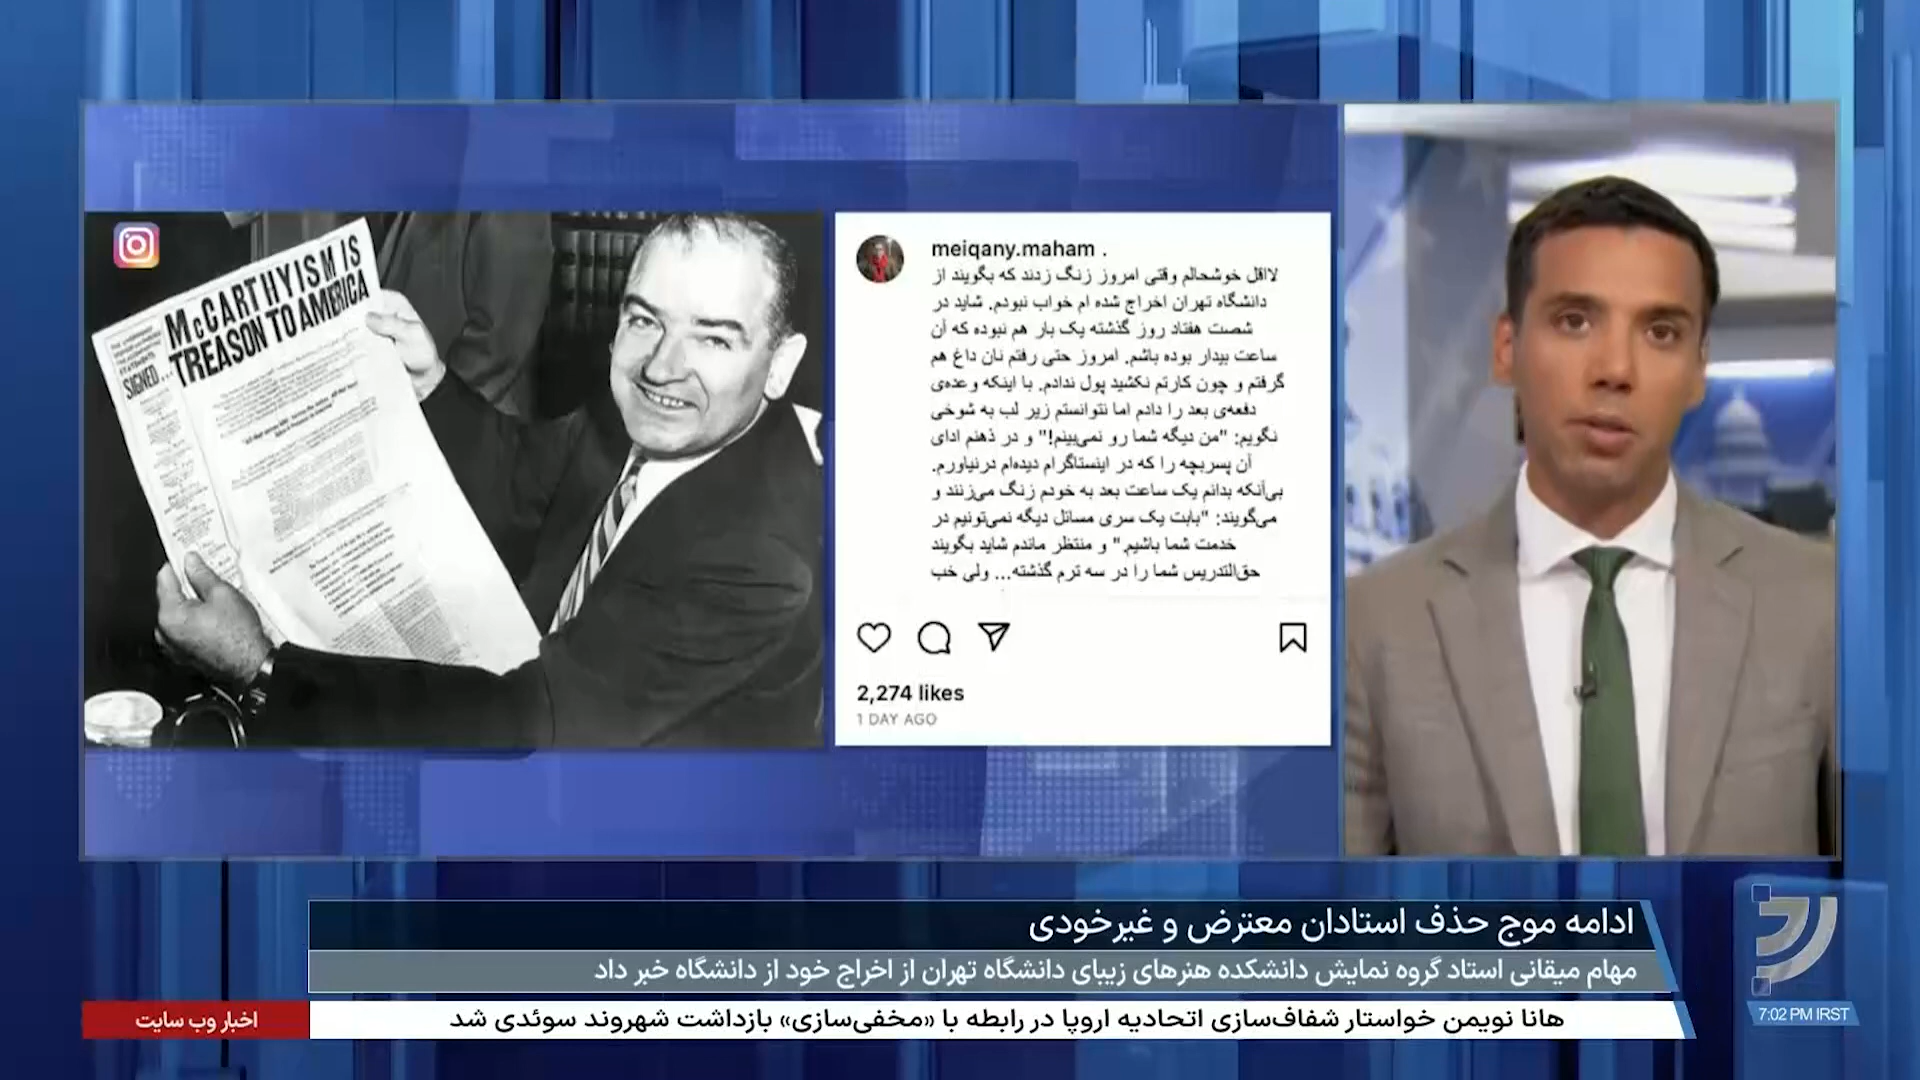 McCARTHYISM IS
TREASON TO AMERICA
SIGNED...
meiqany.maham .
لااقل خوشحالم وقتی امروز زنگ زدند که بگویند از
دانشگاه تهران اخراج شده ام خواب نبودم. شاید در
شصت هفتاد روز گذشته یک بار هم نبوده که آن
ساعت بیدار بوده باشم. امروز حتی رفتم نان داغ هم
گرفتم و چون کارتم نکشید پول ندادم. با اینکه وعده‌ی
دفعه‌ی بعد را دادم اما نتوانستم زیر لب به شوخی
نگویم: "من دیگه شما رو نمی‌بینم!" و در ذهنم ادای
آن پسربچه را که در اینستاگرام دیده‌ام درنیاورم.
بی‌آنکه بدانم یک ساعت بعد به خودم زنگ می‌زنند و
می‌گویند: "بابت یک سری مسائل دیگه نمی‌تونیم در
خدمت شما باشیم." و منتظر ماندم شاید بگویند
حق‌التدریس شما را در سه ترم گذشته... ولی خب
2,274 likes
1 DAY AGO
ادامه موج حذف استادان معترض و غیرخودی
مهام میقانی استاد گروه نمایش دانشکده هنرهای زیبای دانشگاه تهران از اخراج خود از دانشگاه خبر داد
اخبار وب سایت
هانا نویمن خواستار شفاف‌سازی اتحادیه اروپا در رابطه با «مخفی‌سازی» بازداشت شهروند سوئدی شد
7:02 PM IRST